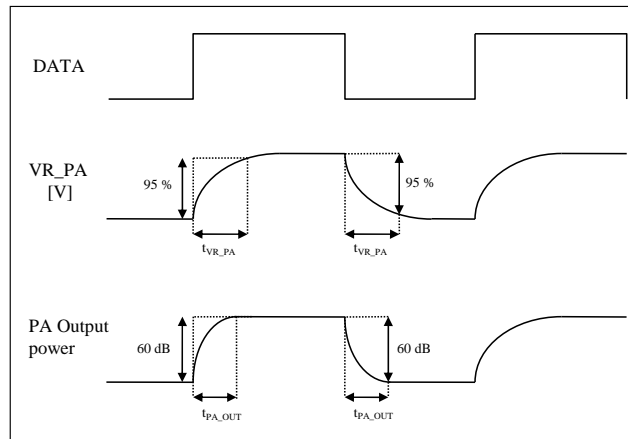 DATA
VR_PA
[V]
95 %
95 %
tVR_PA
tVR_PA
PA Output
power
60 dB
60 dB
tPA_OUT
tPA_OUT